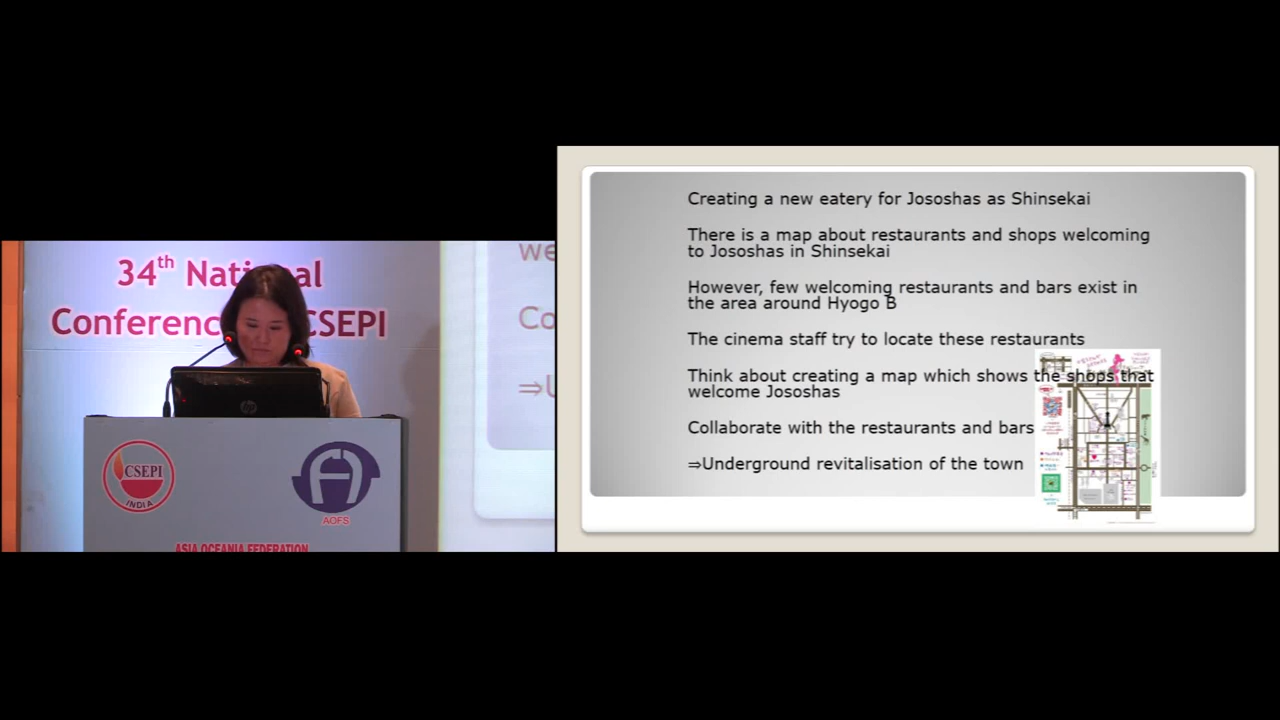 34th National
Conference CSEPI
we
Co
⇒U
CSEPI
INDIA
AOFS
ASIA OCEANIA FEDERATION
Creating a new eatery for Jososhas as Shinsekai
There is a map about restaurants and shops welcoming
to Jososhas in Shinsekai
However, few welcoming restaurants and bars exist in
the area around Hyogo B
The cinema staff try to locate these restaurants
Think about creating a map which shows the shops that
welcome Jososhas
Collaborate with the restaurants and bars
⇒Underground revitalisation of the town